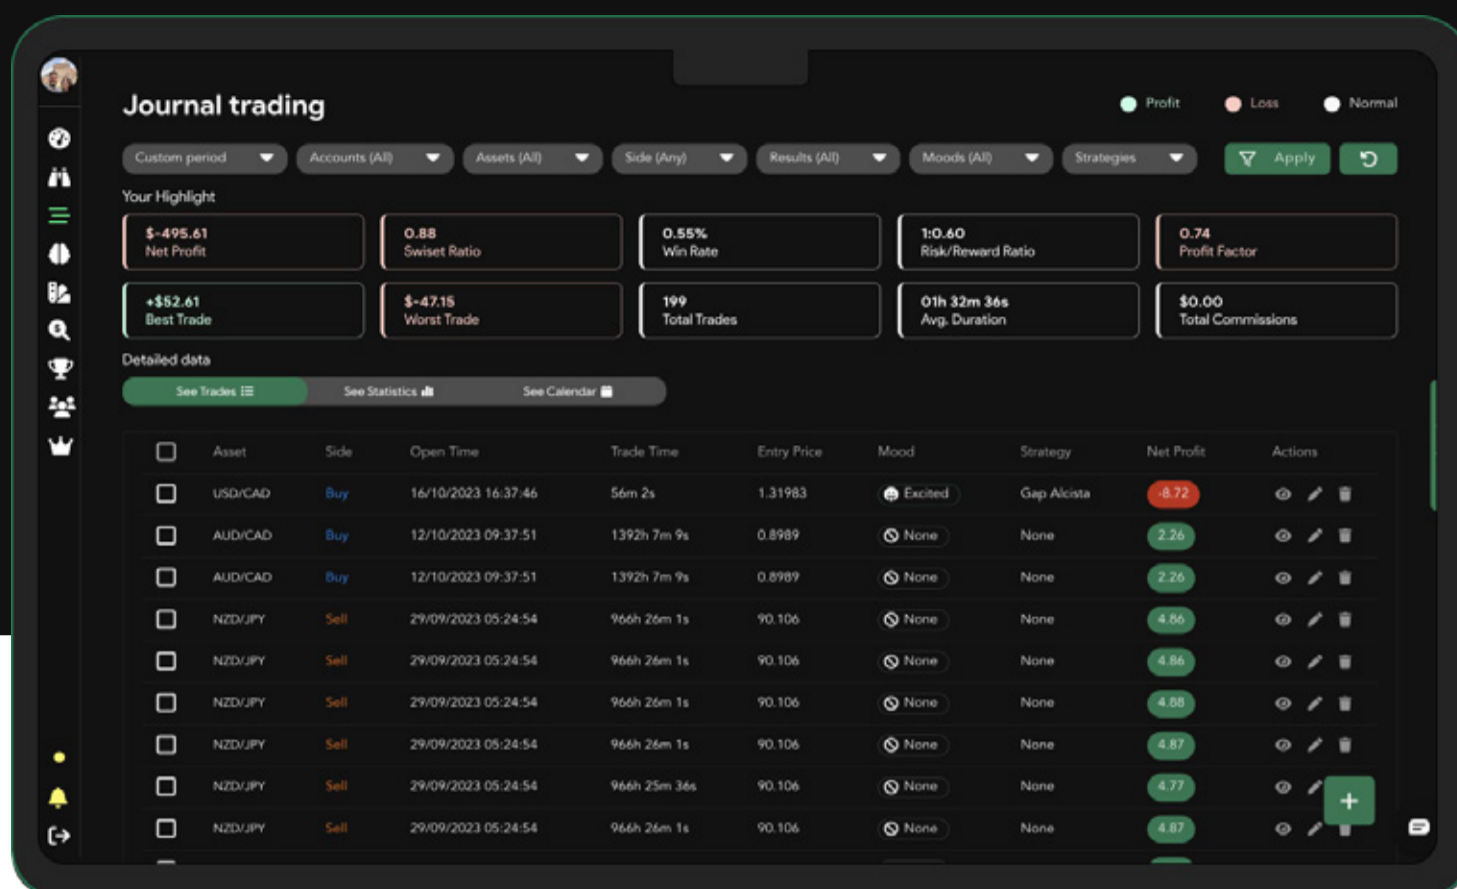 Journal trading
Profit Loss Normal
Custom period Accounts (All) Assets (All) Side (Any) Results (All) Moods (All) Strategies Apply
Your Highlight
$-495.61 0.88 0.55% 1:0.60 0.74
Net Profit Swiset Ratio Win Rate Risk/Reward Ratio Profit Factor
+$52.61 $-47.15 199 01h 32m 36s $0.00
Best Trade Worst Trade Total Trades Avg. Duration Total Commissions
Detailed data
See Trades See Statistics See Calendar
Asset Side Open Time Trade Time Entry Price Mood Strategy Net Profit Actions
USD/CAD Buy 16/10/2023 16:37:46 56m 2s 1.31983 Excited Gap Alcista -8.72
AUD/CAD Buy 12/10/2023 09:37:51 1392h 7m 9s 0.8989 None None 2.26
AUD/CAD Buy 12/10/2023 09:37:51 1392h 7m 9s 0.8989 None None 2.26
NZD/JPY Sell 29/09/2023 05:24:54 966h 26m 1s 90.106 None None 4.86
NZD/JPY Sell 29/09/2023 05:24:54 966h 26m 1s 90.106 None None 4.86
NZD/JPY Sell 29/09/2023 05:24:54 966h 26m 1s 90.106 None None 4.88
NZD/JPY Sell 29/09/2023 05:24:54 966h 26m 1s 90.106 None None 4.87
NZD/JPY Sell 29/09/2023 05:24:54 966h 25m 36s 90.106 None None 4.77
NZD/JPY Sell 29/09/2023 05:24:54 966h 26m 1s 90.106 None None 4.87